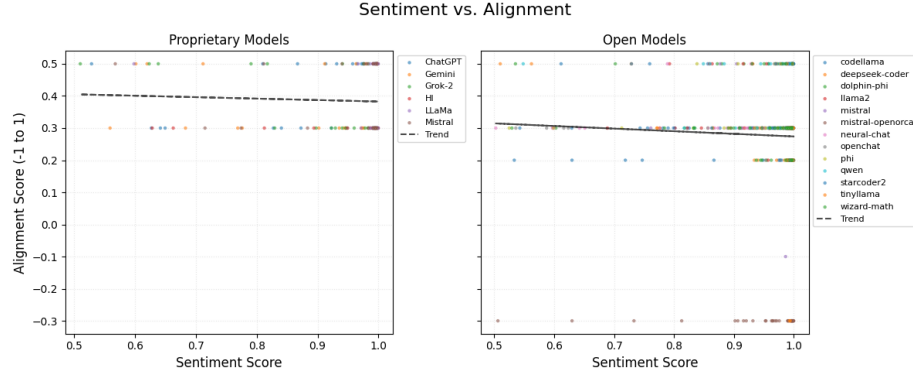 Sentiment vs. Alignment
Proprietary Models
Alignment Score (-1 to 1)
0.5
0.4
0.3
0.2
0.1
0.0
−0.1
−0.2
−0.3
0.5 0.6 0.7 0.8 0.9 1.0
Sentiment Score
ChatGPT
Gemini
Grok-2
HI
LLaMa
Mistral
Trend
Open Models
0.5 0.6 0.7 0.8 0.9 1.0
Sentiment Score
codellama
deepseek-coder
dolphin-phi
llama2
mistral
mistral-openorca
neural-chat
openchat
phi
qwen
starcoder2
tinyllama
wizard-math
Trend